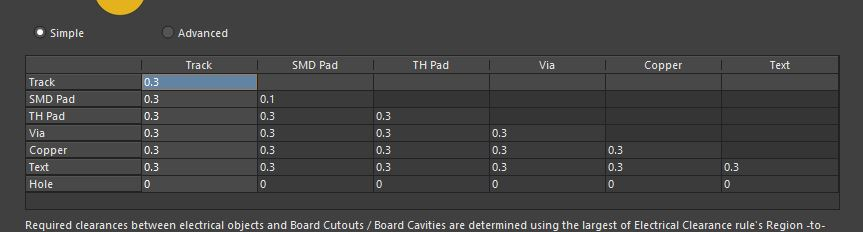 Simple Advanced
Track SMD Pad TH Pad Via Copper Text
Track 0.3
SMD Pad 0.3 0.1
TH Pad 0.3 0.3 0.3
Via 0.3 0.3 0.3 0.3
Copper 0.3 0.3 0.3 0.3 0.3
Text 0.3 0.3 0.3 0.3 0.3 0.3
Hole 0 0 0 0 0 0
Required clearances between electrical objects and Board Cutouts / Board Cavities are determined using the largest of Electrical Clearance rule's Region -to-